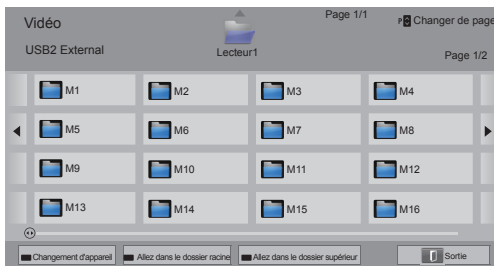 Vidéo
Page 1/1
P Changer de page
USB2 External
Lecteur1
Page 1/2
M1 M2 M3 M4
M5 M6 M7 M8
M9 M10 M11 M12
M13 M14 M15 M16
Changement d'appareil Allez dans le dossier racine Allez dans le dossier supérieur Sortie